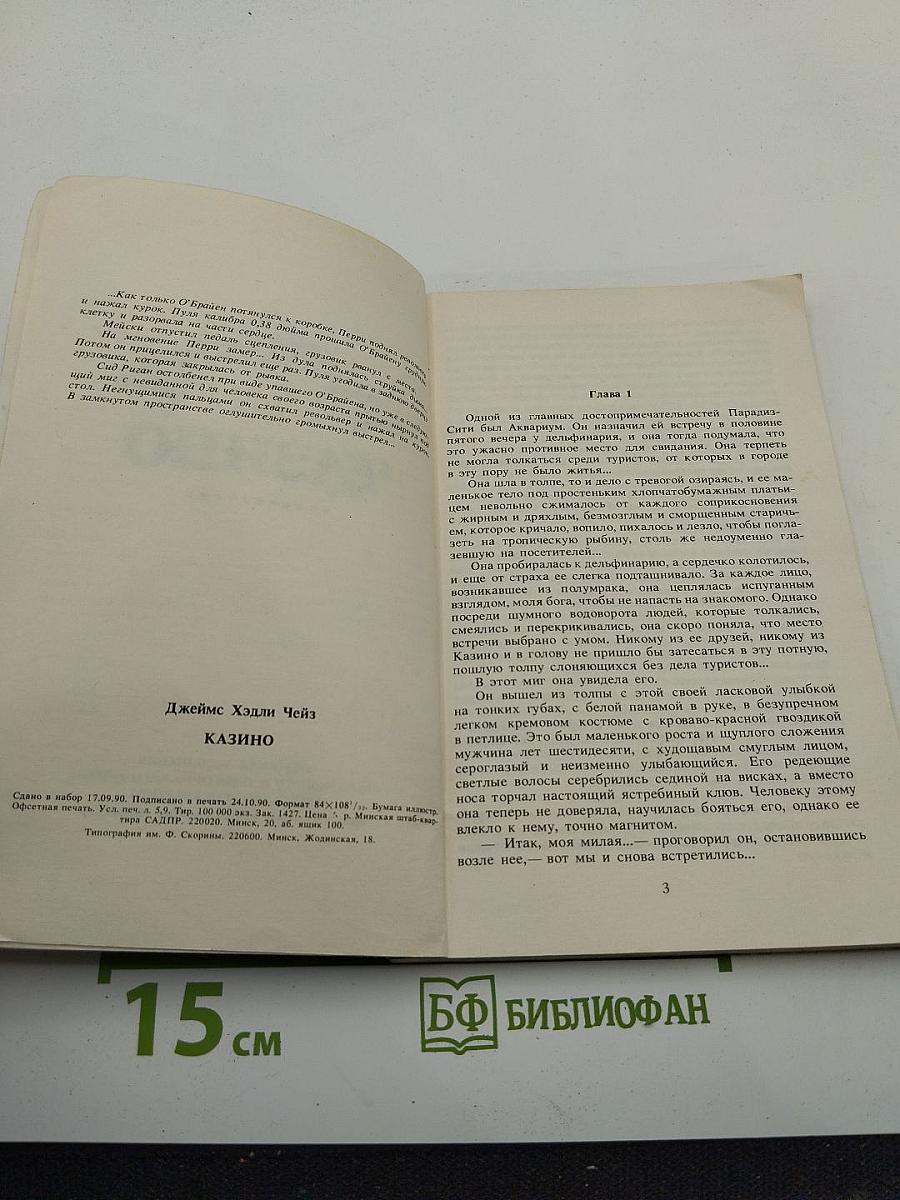 ...Как только О'Брайен потянулся к коробке, Перри поднял револьвер
и нажал курок. Пуля калибра 0,38 дюйма прошила О'Брайену грудную
клетку и разорвала на части сердце.
Мейски отпустил педаль сцепления, грузовик рванул с места.
На мгновение Перри замер... Из дула поднялась струйка дыма.
Потом он прицелился и выстрелил еще раз. Пуля угодила в заднюю дверцу
грузовика, которая закрылась от рывка.
Сид Риган остолбенел при виде упавшего О'Брайена, но уже в следую-
щий миг с невиданной для человека своего возраста прытью нырнул под
стол. Негнущимися пальцами он схватил револьвер и нажал на курок.
В замкнутом пространстве оглушительно громыхнул выстрел...
Джеймс Хэдли Чейз
КАЗИНО
Сдано в набор 17.09.90. Подписано в печать 24.10.90. Формат 84×108¹/₃₂. Бумага иллюстр.
Офсетная печать. Усл. печ. л. 5,9. Тир. 100 000 экз. Зак. 1427. Цена р. Минская штаб-квар-
тира САДПР. 220020. Минск, 20, аб. ящик 100.
Типография им. Ф. Скорины. 220600. Минск, Жодинская, 18.
Глава 1
Одной из главных достопримечательностей Парадиз-
Сити был Аквариум. Он назначил ей встречу в половине
пятого вечера у дельфинария, и она тогда подумала, что
это ужасно противное место для свидания. Она терпеть
не могла толкаться среди туристов, от которых в городе
в эту пору не было житья...
Она шла в толпе, то и дело с тревогой озираясь, и ее ма-
ленькое тело под простеньким хлопчатобумажным платьи-
цем невольно сжималось от каждого соприкосновения
с жирным и дряхлым, безмозглым и сморщенным старичь-
ем, которое кричало, вопило, пихалось и лезло, чтобы погла-
зеть на тропическую рыбину, столь же недоуменно гла-
зевшую на посетителей...
Она пробиралась к дельфинарию, а сердечко колотилось,
и еще от страха ее слегка подташнивало. За каждое лицо,
возникавшее из полумрака, она цеплялась испуганным
взглядом, моля бога, чтобы не напасть на знакомого. Однако
посреди шумного водоворота людей, которые толкались,
смеялись и перекрикивались, она скоро поняла, что место
встречи выбрано с умом. Никому из ее друзей, никому из
Казино и в голову не пришло бы затесаться в эту потную,
пошлую толпу слоняющихся без дела туристов...
В этот миг она увидела его.
Он вышел из толпы с этой своей ласковой улыбкой
на тонких губах, с белой панамой в руке, в безупречном
легком кремовом костюме с кроваво-красной гвоздикой
в петлице. Это был маленького роста и щуплого сложения
мужчина лет шестидесяти, с худощавым смуглым лицом,
сероглазый и неизменно улыбающийся. Его редеющие
светлые волосы серебрились сединой на висках, а вместо
носа торчал настоящий ястребиный клюв. Человеку этому
она теперь не доверяла, научилась бояться его, однако ее
влекло к нему, точно магнитом.
— Итак, моя милая...— проговорил он, остановившись
возле нее,— вот мы и снова встретились...
3
15 см
БФ БИБЛИОФАН